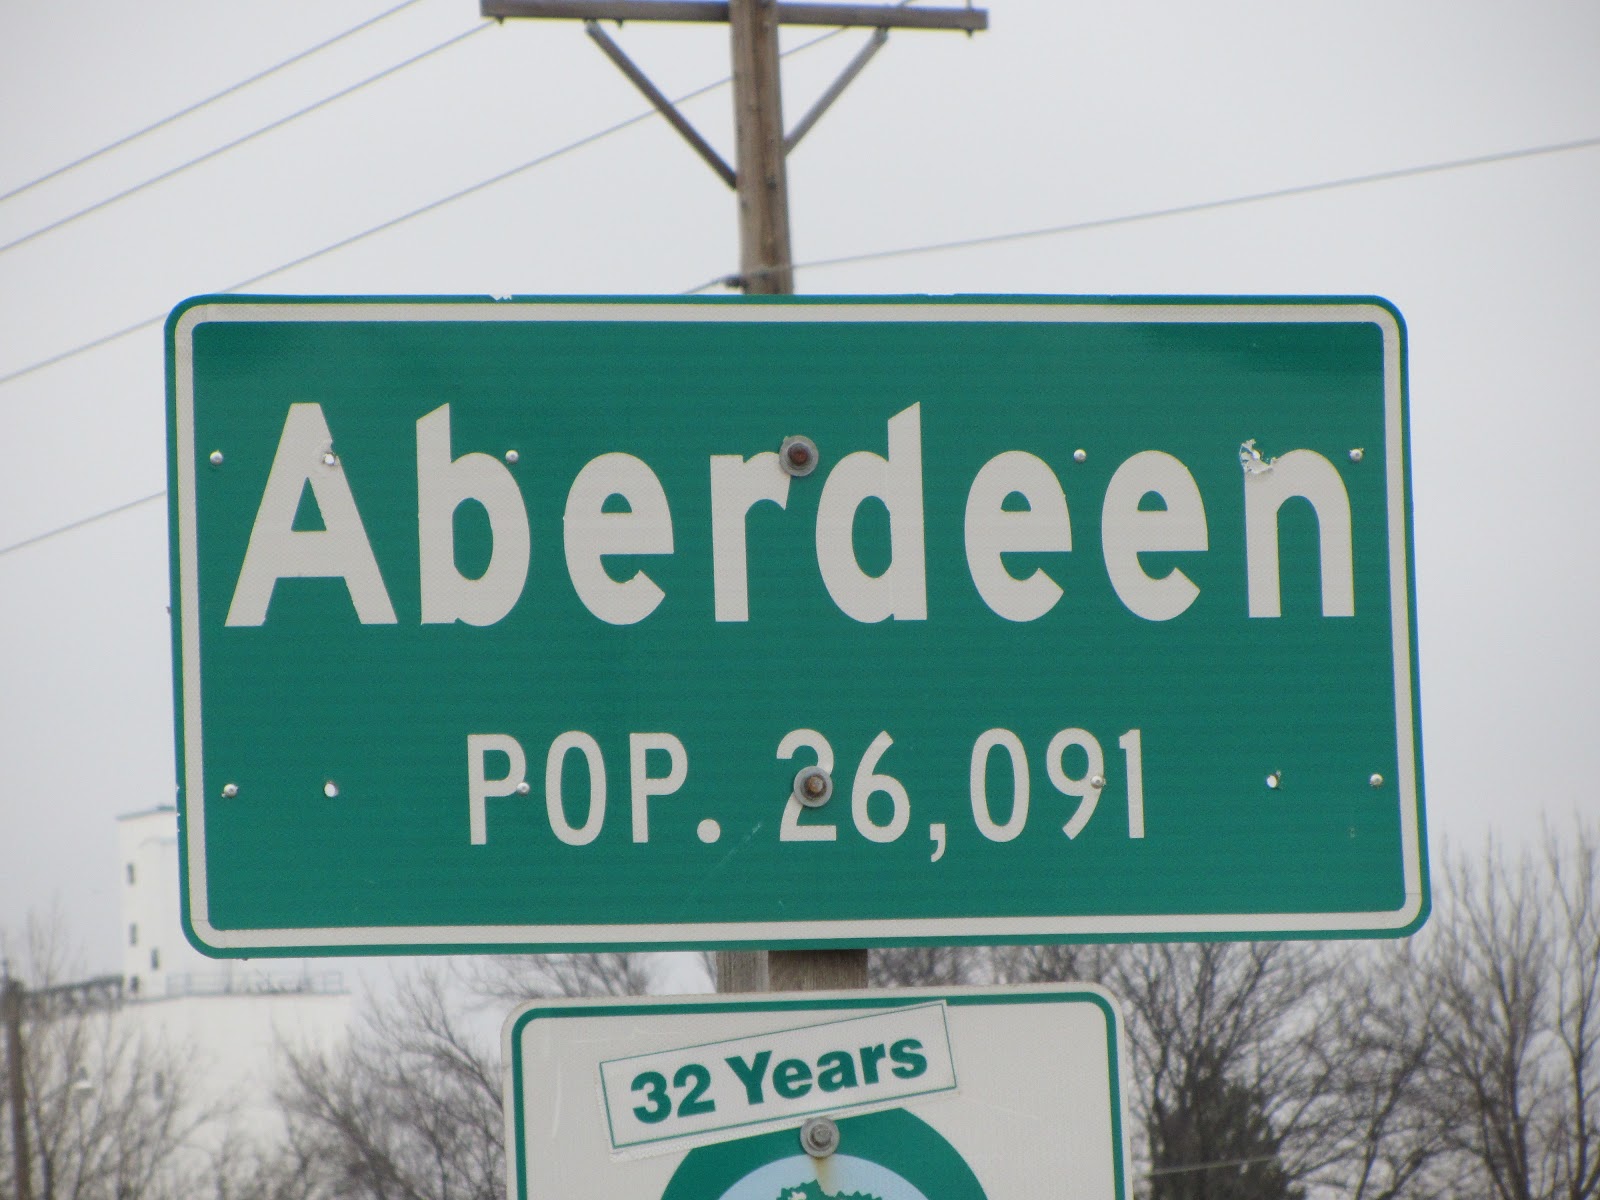 Aberdeen
POP. 26,091
32 Years